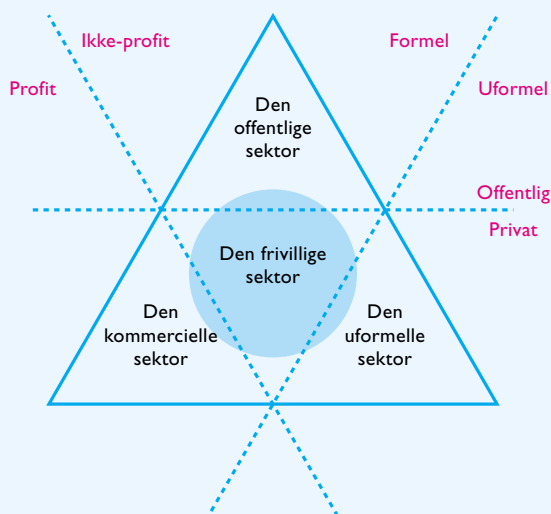 Ikke-profit
Formel
Profit
Uformel
Den
offentlige
sektor
Offentlig
Privat
Den frivillige
sektor
Den
kommercielle
sektor
Den
uformelle
sektor